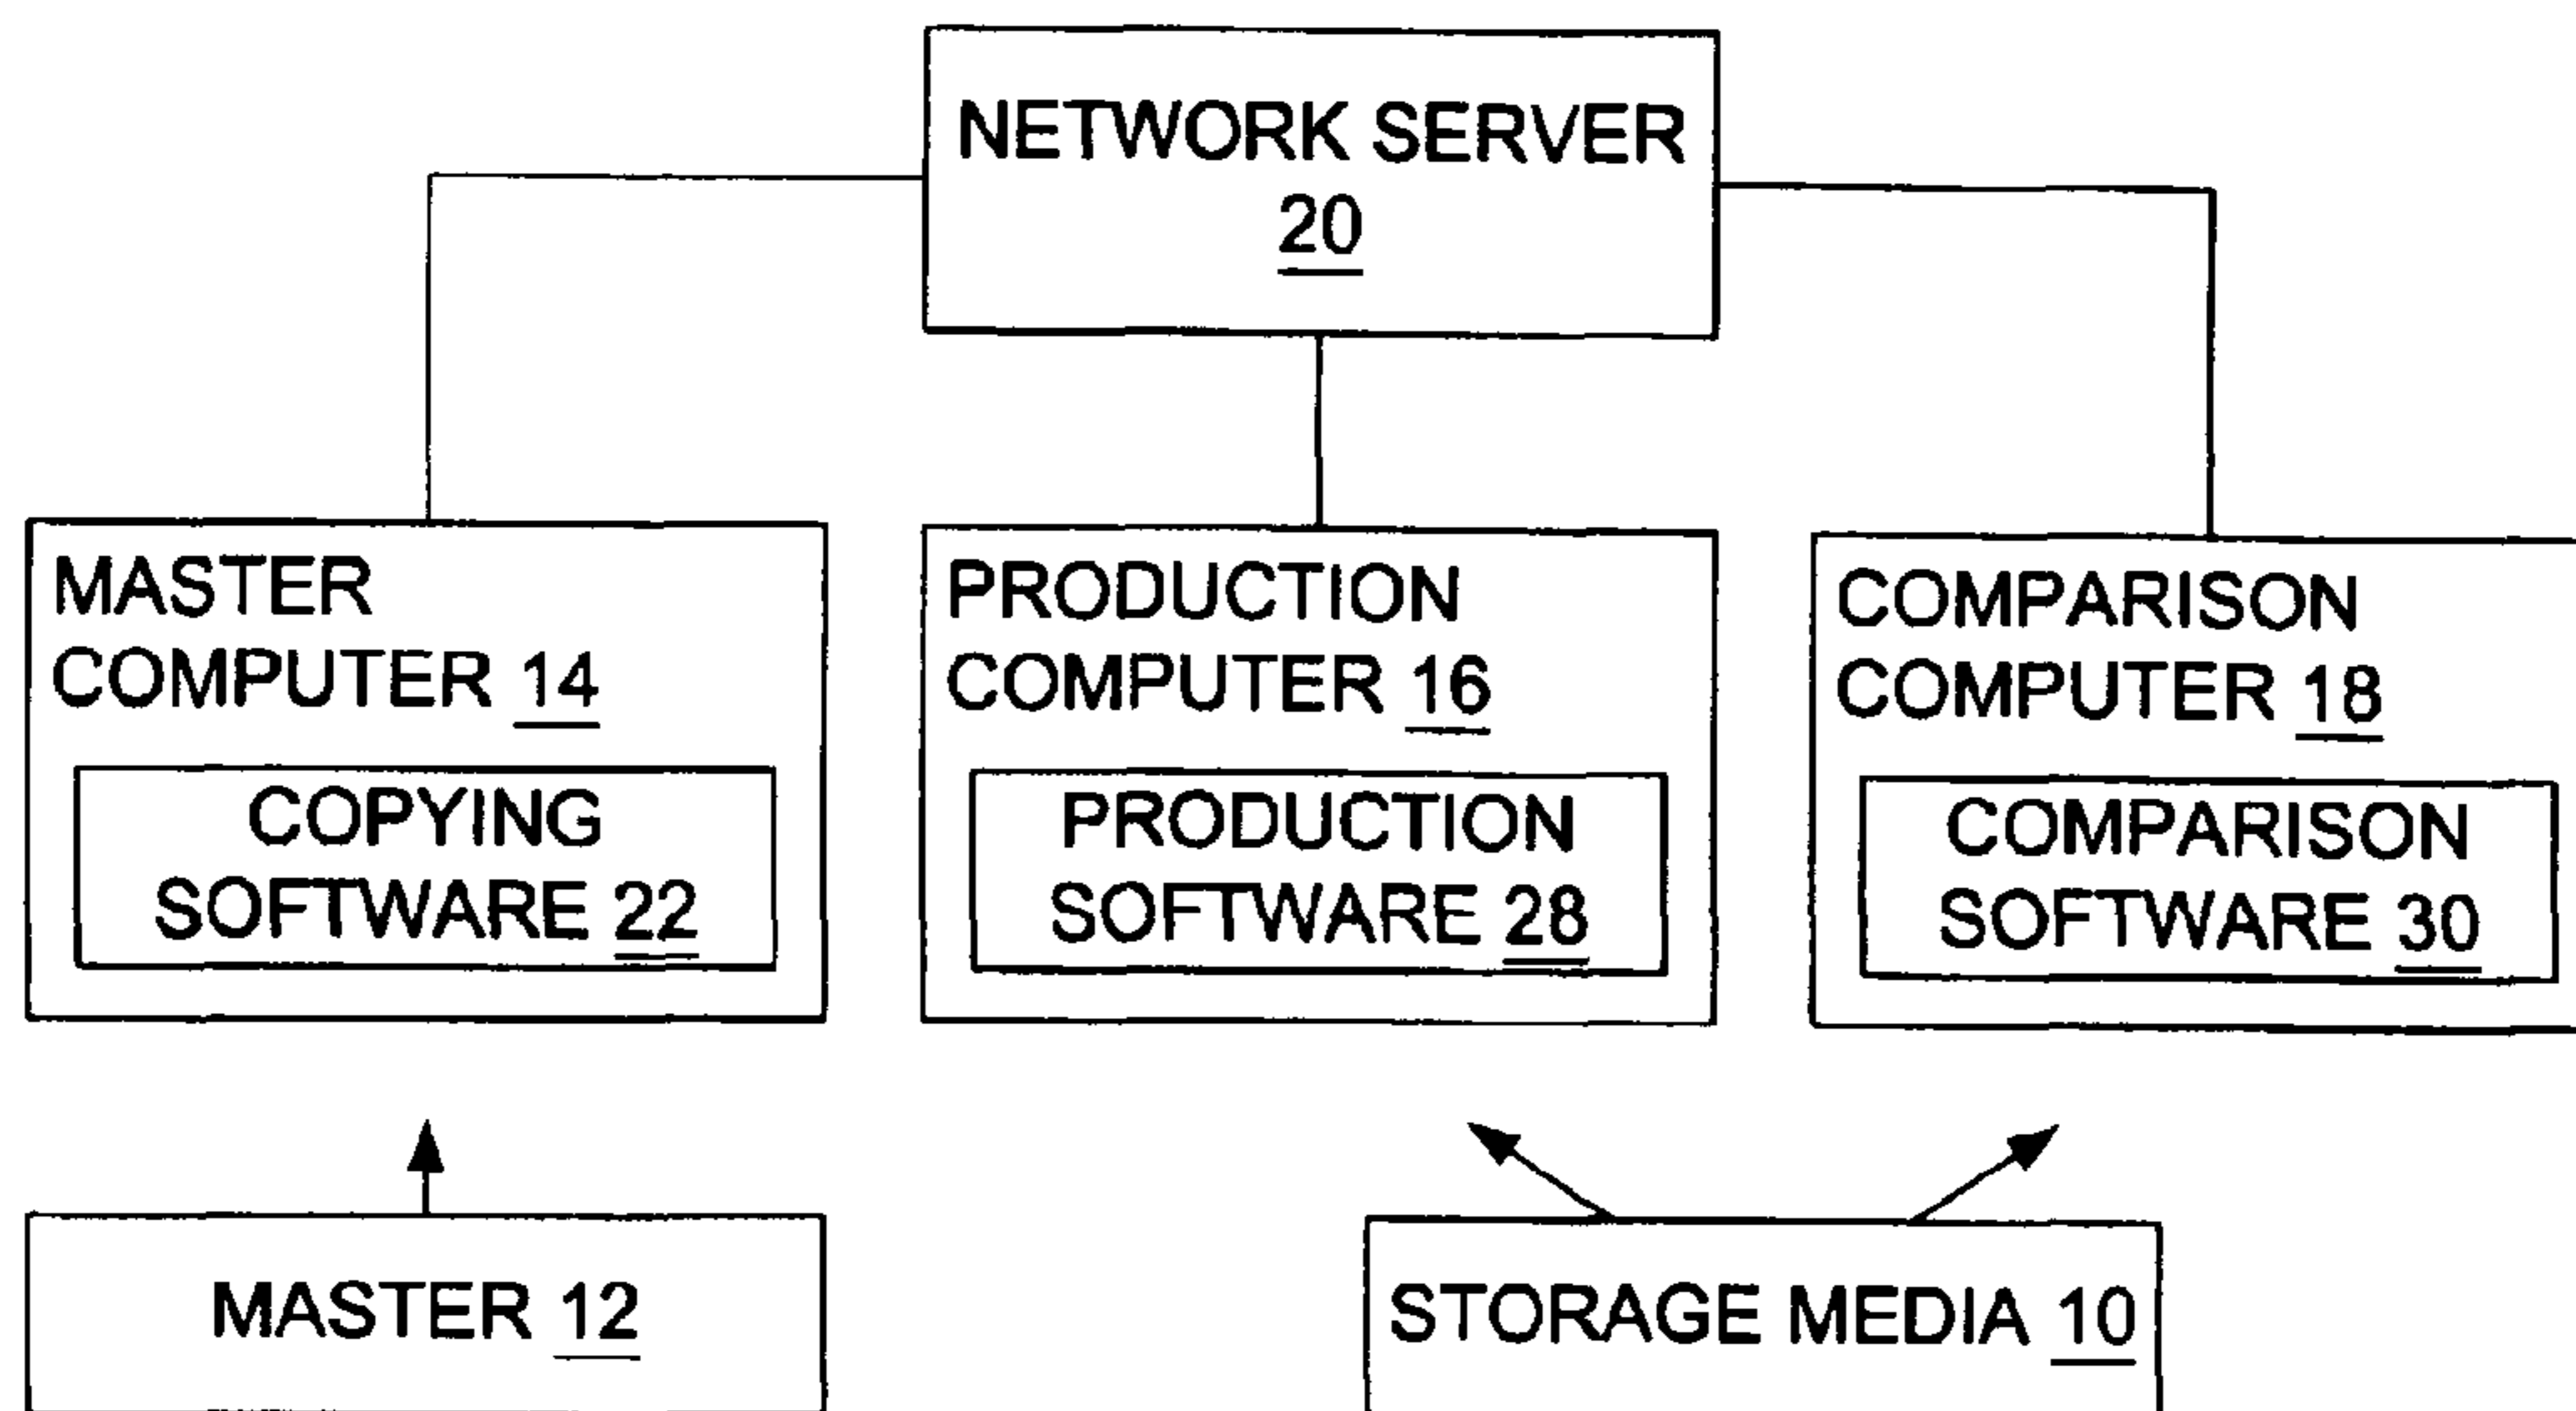 NETWORK SERVER
20
MASTER
COMPUTER 14
COPYING
SOFTWARE 22
PRODUCTION
COMPUTER 16
PRODUCTION
SOFTWARE 28
COMPARISON
COMPUTER 18
COMPARISON
SOFTWARE 30
MASTER 12
STORAGE MEDIA 10